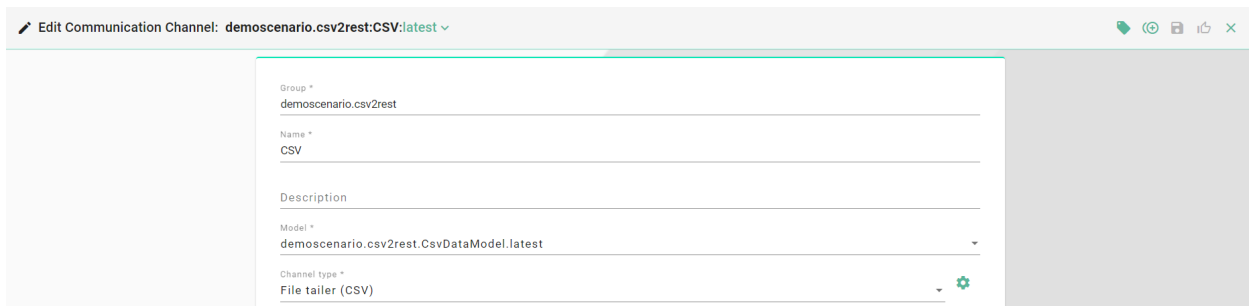 Edit Communication Channel: demoscenario.csv2rest:CSV:latest
Group *
demoscenario.csv2rest
Name *
CSV
Description
Model *
demoscenario.csv2rest.CsvDataModel.latest
Channel type *
File tailer (CSV)